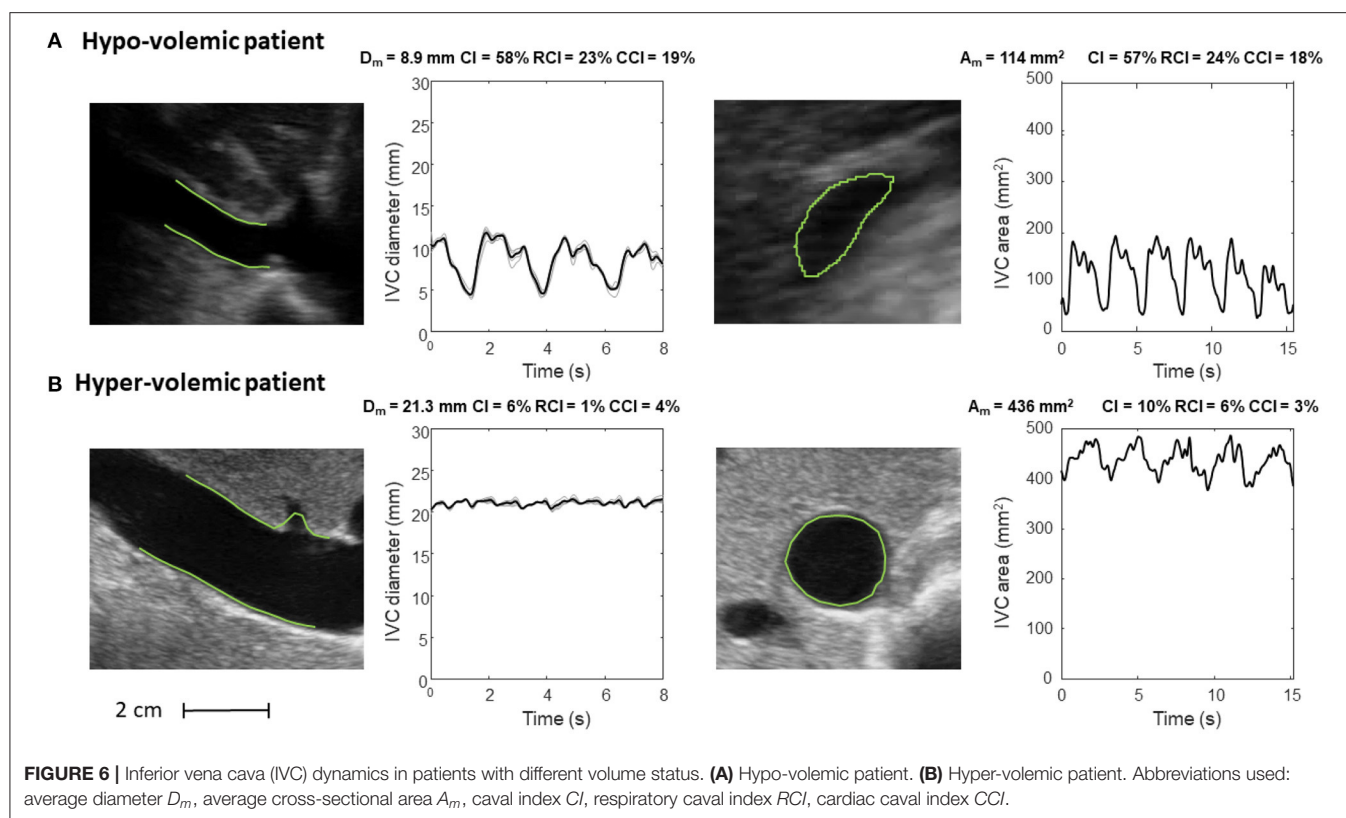 A Hypo-volemic patient
D_m = 8.9 mm CI = 58% RCI = 23% CCI = 19%
30
25
20
15
10
5
0
IVC diameter (mm)
0 2 4 6 8
Time (s)
A_m = 114 mm² CI = 57% RCI = 24% CCI = 18%
500
400
300
200
100
0
IVC area (mm²)
0 5 10 15
Time (s)
B Hyper-volemic patient
D_m = 21.3 mm CI = 6% RCI = 1% CCI = 4%
30
25
20
15
10
5
0
IVC diameter (mm)
0 2 4 6 8
Time (s)
A_m = 436 mm² CI = 10% RCI = 6% CCI = 3%
500
400
300
200
100
0
IVC area (mm²)
0 5 10 15
Time (s)
2 cm
FIGURE 6 | Inferior vena cava (IVC) dynamics in patients with different volume status. (A) Hypo-volemic patient. (B) Hyper-volemic patient. Abbreviations used:
average diameter D_m, average cross-sectional area A_m, caval index CI, respiratory caval index RCI, cardiac caval index CCI.